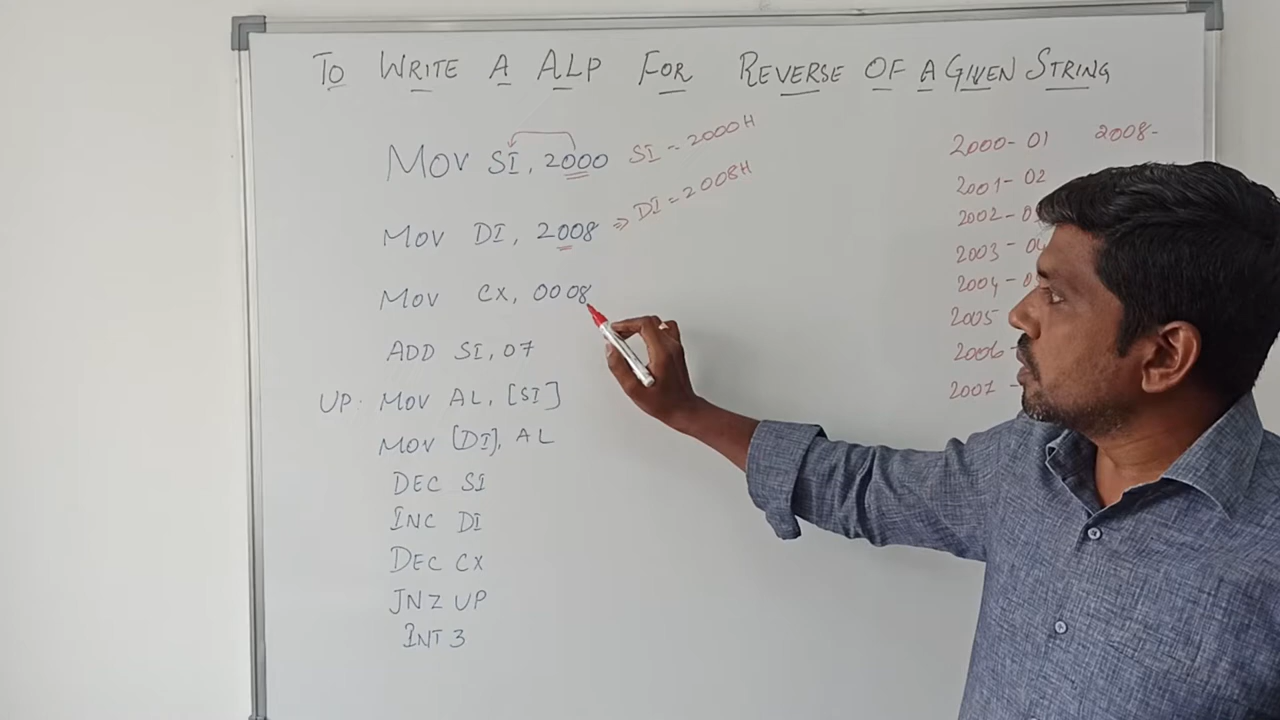 TO WRITE A ALP FOR REVERSE OF A GIVEN STRING
MOV SI, 2000 SI - 2000H
MOV DI, 2008 => DI = 2008H
MOV CX, 0008
ADD SI, 07
UP: MOV AL, [SI]
MOV [DI], AL
DEC SI
INC DI
DEC CX
JNZ UP
INT 3
2000- 01 2008-
2001- 02
2002-
2003 -
2004 -
2005
2006 -
2007 -